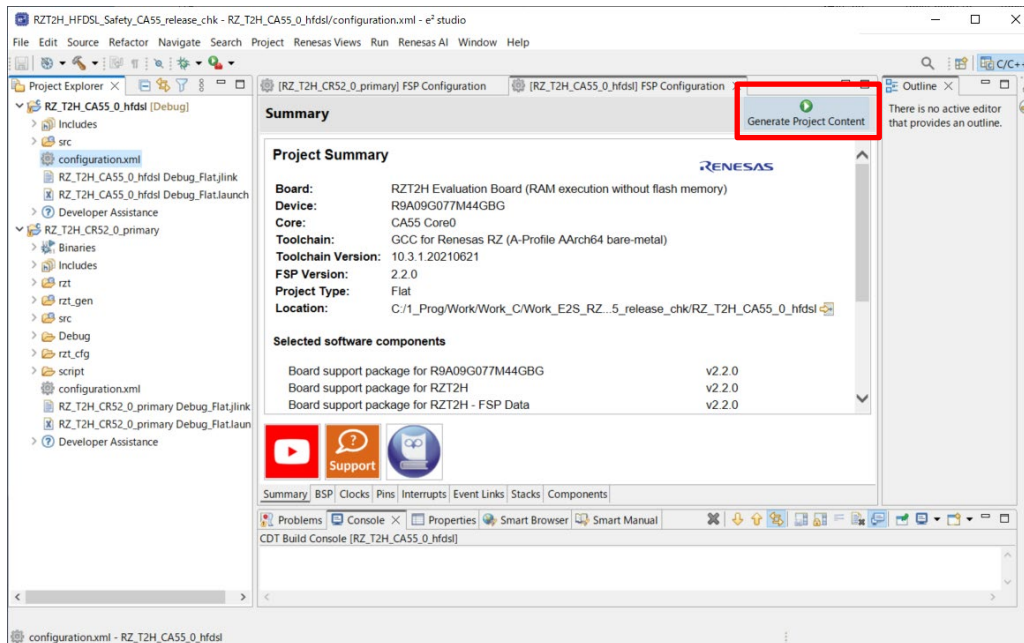 RZT2H_HFDSL_Safety_CA55_release_chk - RZ_T2H_CA55_0_hfdsl/configuration.xml - e² studio
File Edit Source Refactor Navigate Search Project Renesas Views Run Renesas AI Window Help
C/C++
Project Explorer
[RZ_T2H_CR52_0_primary] FSP Configuration
[RZ_T2H_CA55_0_hfdsl] FSP Configuration
Outline
RZ_T2H_CA55_0_hfdsl [Debug]
Includes
src
configuration.xml
RZ_T2H_CA55_0_hfdsl Debug_Flat.jlink
RZ_T2H_CA55_0_hfdsl Debug_Flat.launch
Developer Assistance
RZ_T2H_CR52_0_primary
Binaries
Includes
rzt
rzt_gen
src
Debug
rzt_cfg
script
configuration.xml
RZ_T2H_CR52_0_primary Debug_Flat.jlink
RZ_T2H_CR52_0_primary Debug_Flat.laun
Developer Assistance
Summary
Generate Project Content
Project Summary
RENESAS
Board: RZT2H Evaluation Board (RAM execution without flash memory)
Device: R9A09G077M44GBG
Core: CA55 Core0
Toolchain: GCC for Renesas RZ (A-Profile AArch64 bare-metal)
Toolchain Version: 10.3.1.20210621
FSP Version: 2.2.0
Project Type: Flat
Location: C:/1_Prog/Work/Work_C/Work_E2S_RZ...5_release_chk/RZ_T2H_CA55_0_hfdsl
Selected software components
Board support package for R9A09G077M44GBG v2.2.0
Board support package for RZT2H v2.2.0
Board support package for RZT2H - FSP Data v2.2.0
Support
Summary BSP Clocks Pins Interrupts Event Links Stacks Components
There is no active editor
that provides an outline.
Problems Console Properties Smart Browser Smart Manual
CDT Build Console [RZ_T2H_CA55_0_hfdsl]
configuration.xml - RZ_T2H_CA55_0_hfdsl